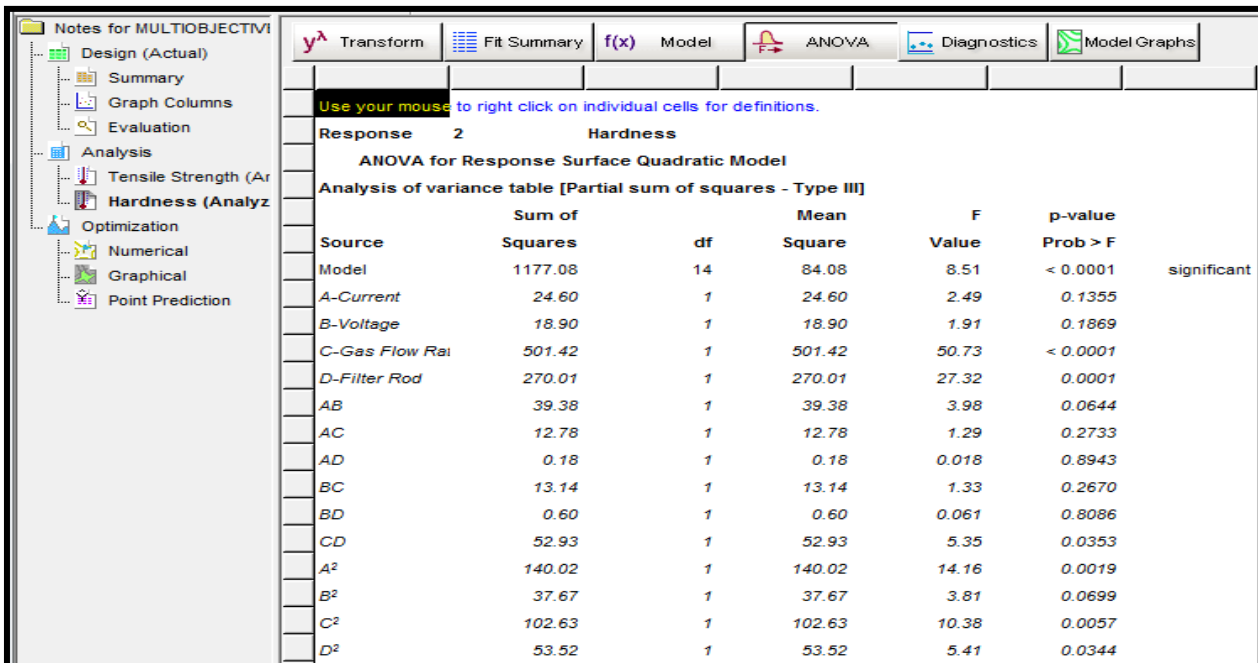 Notes for MULTIOBJECTIVE
Design (Actual)
Summary
Graph Columns
Evaluation
Analysis
Tensile Strength (Ar
Hardness (Analyz
Optimization
Numerical
Graphical
Point Prediction
yλ Transform Fit Summary f(x) Model ANOVA Diagnostics Model Graphs
Use your mouse to right click on individual cells for definitions.
Response 2 Hardness
ANOVA for Response Surface Quadratic Model
Analysis of variance table [Partial sum of squares - Type III]
Sum of Mean F p-value
Source Squares df Square Value Prob > F
Model 1177.08 14 84.08 8.51 < 0.0001 significant
A-Current 24.60 1 24.60 2.49 0.1355
B-Voltage 18.90 1 18.90 1.91 0.1869
C-Gas Flow Rat 501.42 1 501.42 50.73 < 0.0001
D-Filter Rod 270.01 1 270.01 27.32 0.0001
AB 39.38 1 39.38 3.98 0.0644
AC 12.78 1 12.78 1.29 0.2733
AD 0.18 1 0.18 0.018 0.8943
BC 13.14 1 13.14 1.33 0.2670
BD 0.60 1 0.60 0.061 0.8086
CD 52.93 1 52.93 5.35 0.0353
A² 140.02 1 140.02 14.16 0.0019
B² 37.67 1 37.67 3.81 0.0699
C² 102.63 1 102.63 10.38 0.0057
D² 53.52 1 53.52 5.41 0.0344